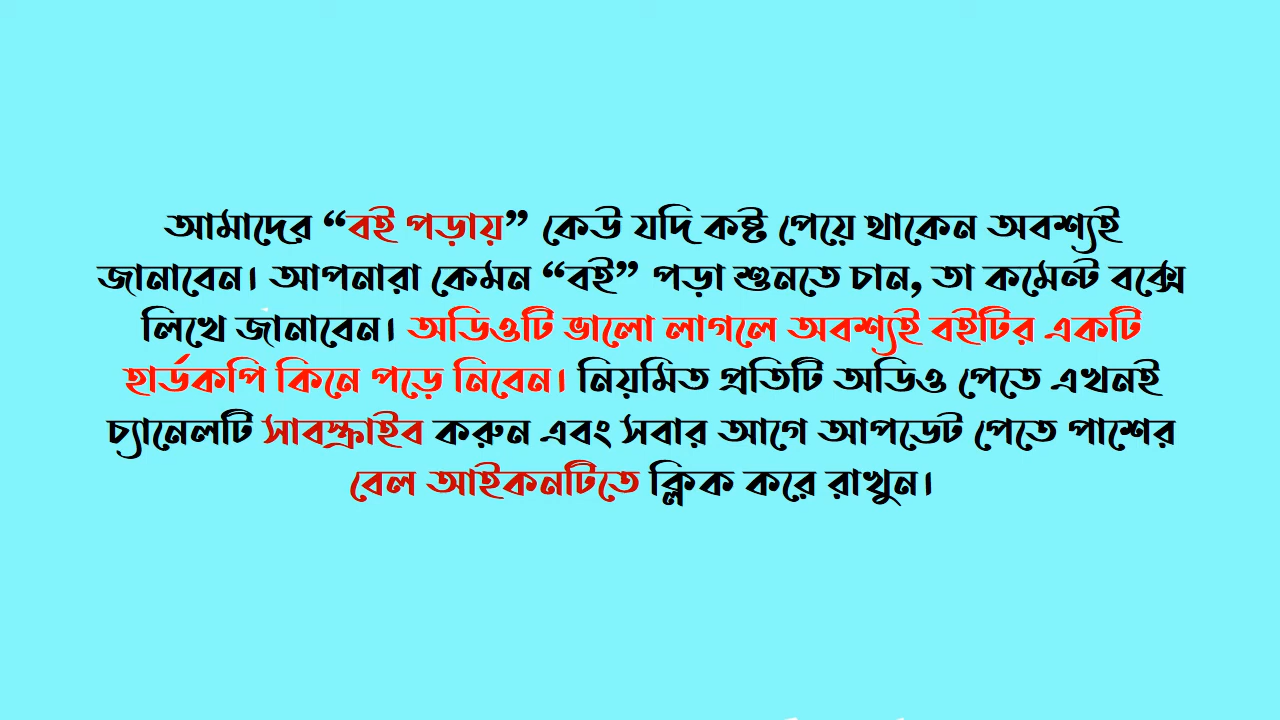 আমাদের “বই পড়ায়” কেউ যদি কষ্ট পেয়ে থাকেন অবশ্যই
জানাবেন। আপনারা কেমন “বই” পড়া শুনতে চান, তা কমেন্ট বক্সে
লিখে জানাবেন। অডিওটি ভালো লাগলে অবশ্যই বইটির একটি
হার্ডকপি কিনে পড়ে নিবেন। নিয়মিত প্রতিটি অডিও পেতে এখনই
চ্যানেলটি সাবস্ক্রাইব করুন এবং সবার আগে আপডেট পেতে পাশের
বেল আইকনটিতে ক্লিক করে রাখুন।